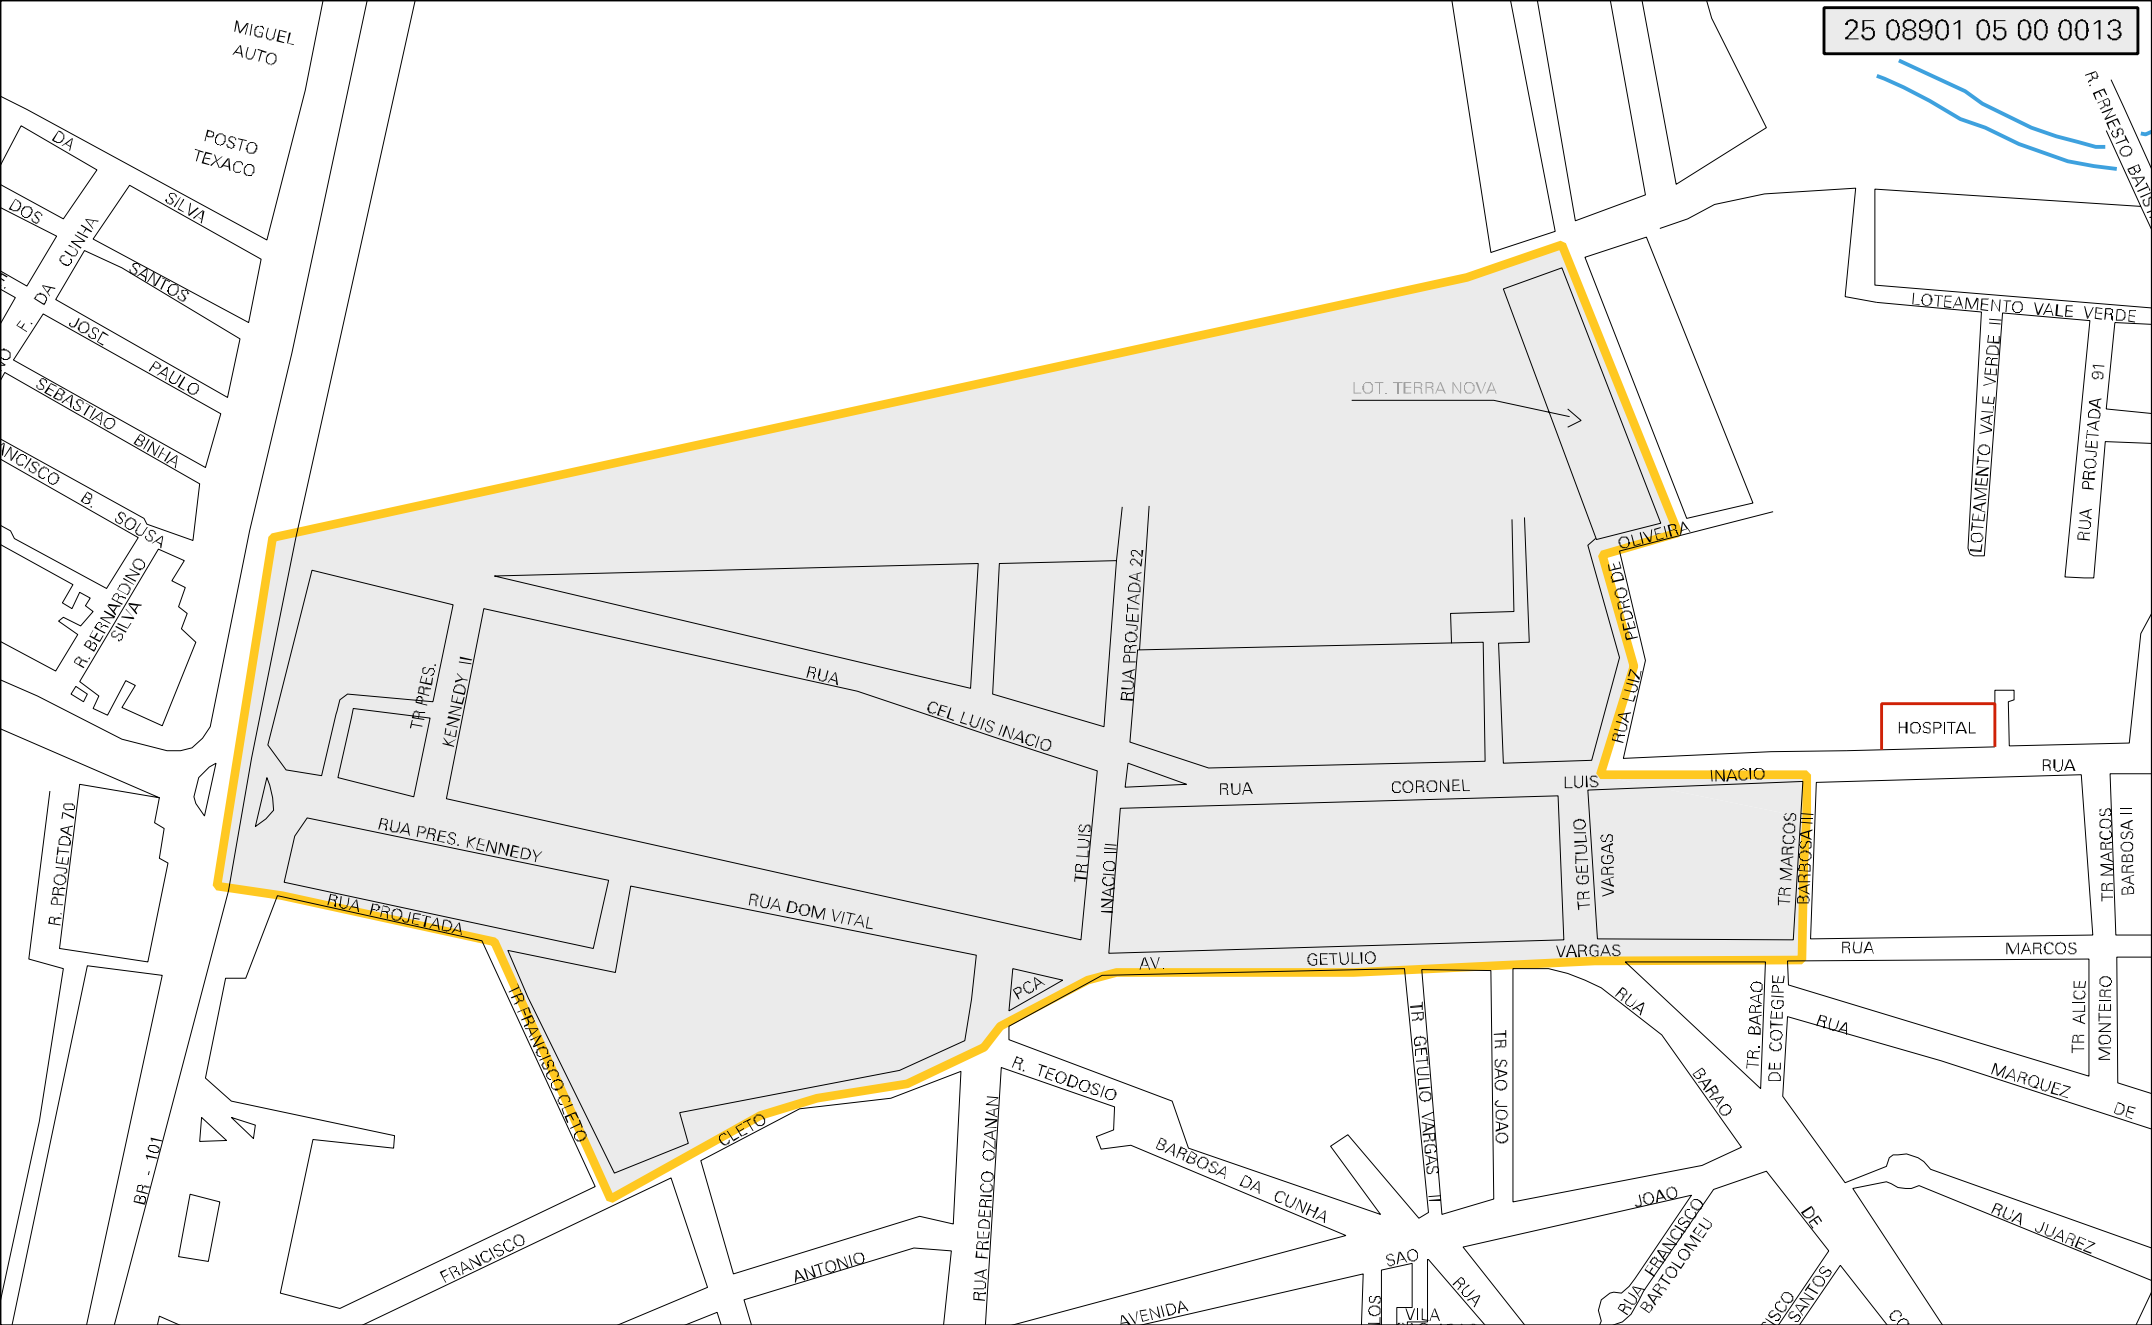 25 08901 05 00 0013
MIGUEL
AUTO
POSTO
TEXACO
R. ERNESTO
DA
SILVA
DOS
SANTOS
F. DA CUNHA
JOSE PAULO
SEBASTIAO BINHA
B. SOUSA
R. BERNARDINO
SILVA
LOTEAMENTO VALE VERDE
LOTEAMENTO VALE VERDE II
RUA PROJETADA 91
LOT. TERRA NOVA
OLIVEIRA
RUA LUIZ PEDRO DE
RUA PROJETADA 22
TR PRES.
KENNEDY II
RUA
CEL LUIS INACIO
HOSPITAL
RUA
RUA CORONEL LUIS INACIO
R. PROJETDA 70
RUA PRES. KENNEDY
TR LUIS
INACIO III
TR GETULIO
VARGAS
TR MARCOS
BARBOSA III
TR MARCOS
BARBOSA II
RUA PROJETADA
RUA DOM VITAL
AV. GETULIO VARGAS
RUA MARCOS
PCA
TR FRANCISCO CLETO
TR GETULIO VARGAS II
TR SAO JOAO
RUA BARAO DE
TR. BARAO
DE COTEGIPE
RUA MARQUEZ DE
TR ALICE
MONTEIRO
R. TEODOSIO
BARBOSA DA CUNHA
CLETO
FRANCISCO
RUA FREDERICO OZANAN
BR - 101
ANTONIO
AVENIDA
SAO
JOAO
RUA
RUA FRANCISCO
BARTOLOMEU
RUA JUAREZ
SANTOS
VILA